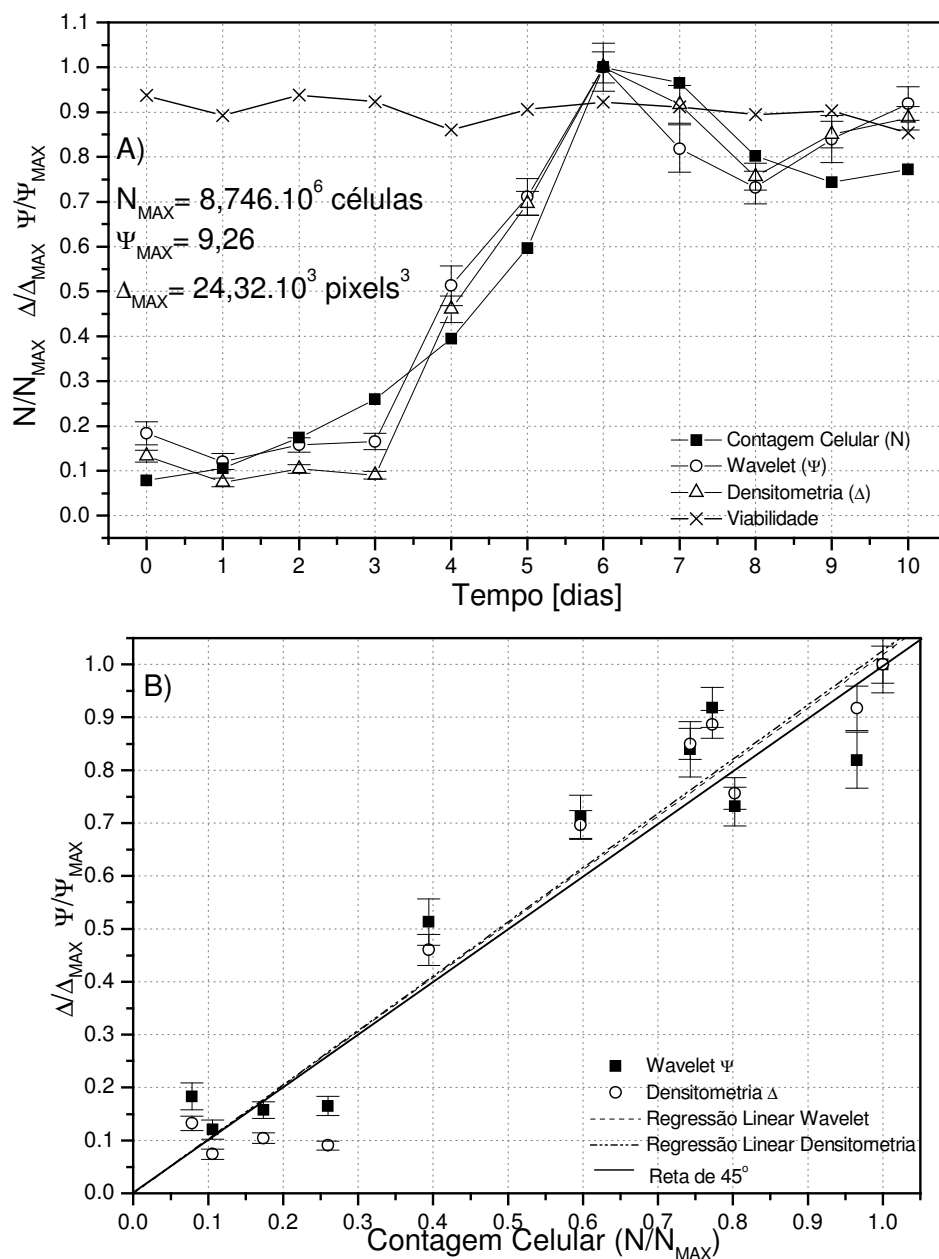 1.0
0.9
0.8
0.7
0.6
0.5
0.4
0.3
0.2
0.1
0.0
N/N_MAX Δ/Δ_MAX Ψ/Ψ_MAX
A)
N_MAX= 8,746.10^6 células
Ψ_MAX= 9,26
Δ_MAX= 24,32.10^3 pixels^3
Contagem Celular (N)
Wavelet (Ψ)
Densitometria (Δ)
Viabilidade
0 1 2 3 4 5 6 7 8 9 10
Tempo [dias]
B)
1.0
0.9
0.8
0.7
0.6
0.5
0.4
0.3
0.2
0.1
0.0
Δ/Δ_MAX Ψ/Ψ_MAX
Wavelet Ψ
Densitometria Δ
Regressão Linear Wavelet
Regressão Linear Densitometria
Reta de 45°
0.0 0.1 0.2 0.3 0.4 0.5 0.6 0.7 0.8 0.9 1.0
Contagem Celular (N/N_MAX)